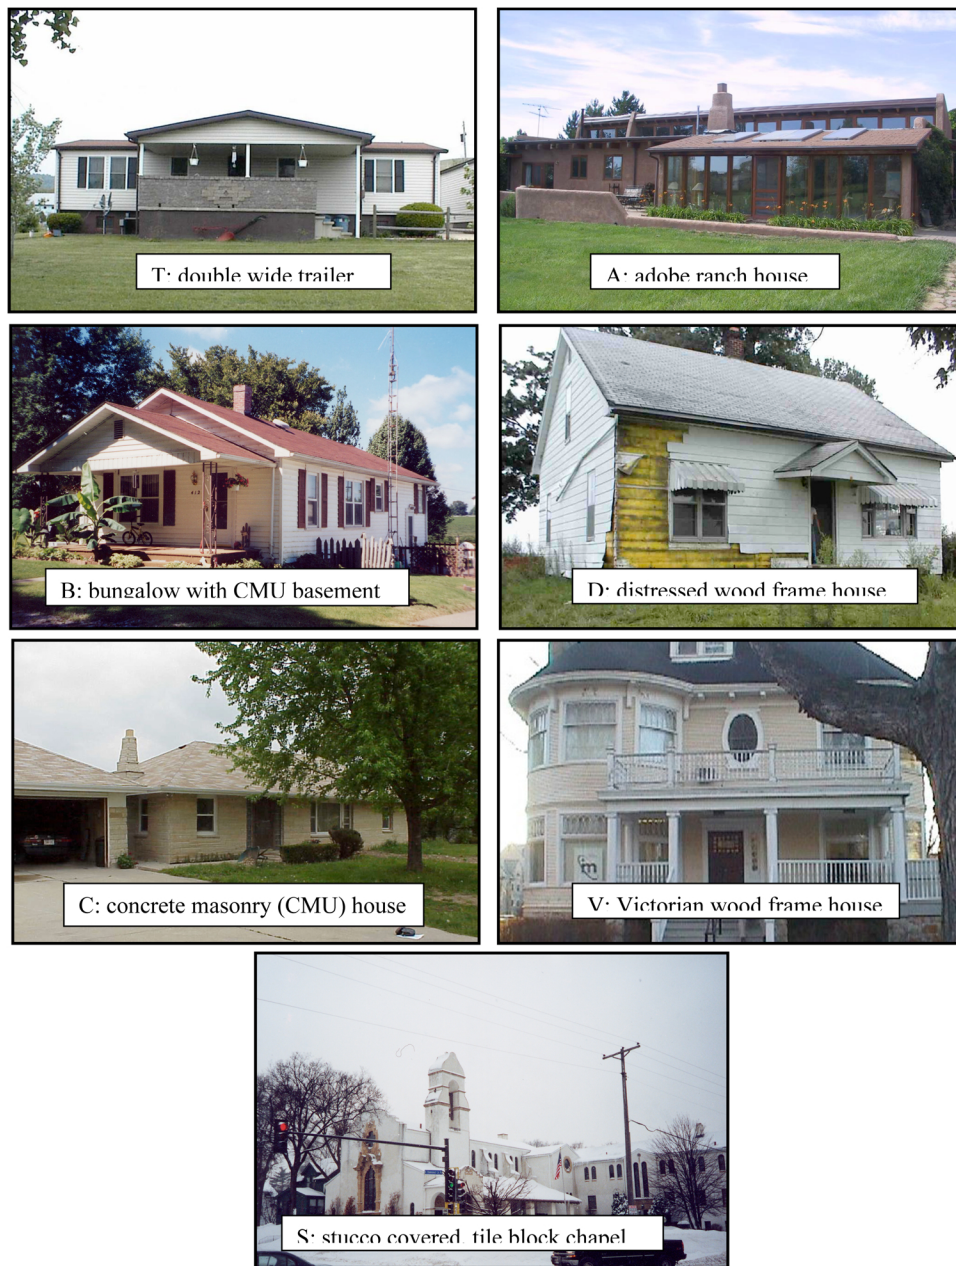 T: double wide trailer
A: adobe ranch house
B: bungalow with CMU basement
D: distressed wood frame house
C: concrete masonry (CMU) house
V: Victorian wood frame house
S: stucco covered, tile block chapel